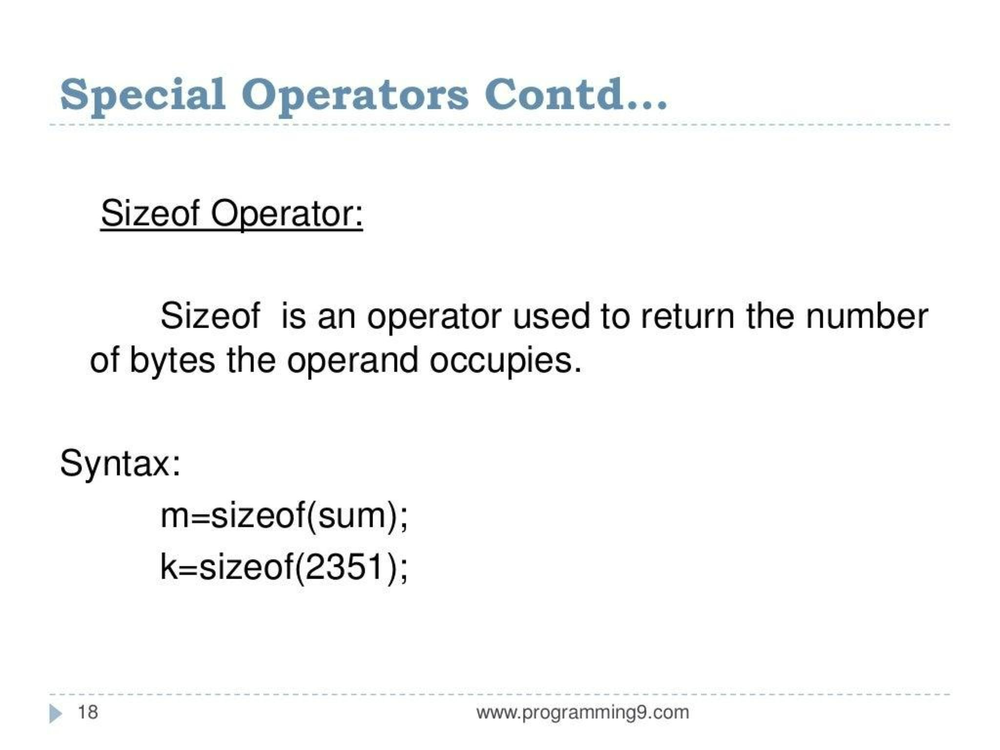 Special Operators Contd...
Sizeof Operator:
Sizeof is an operator used to return the number
of bytes the operand occupies.
Syntax:
m=sizeof(sum);
k=sizeof(2351);
18
www.programming9.com